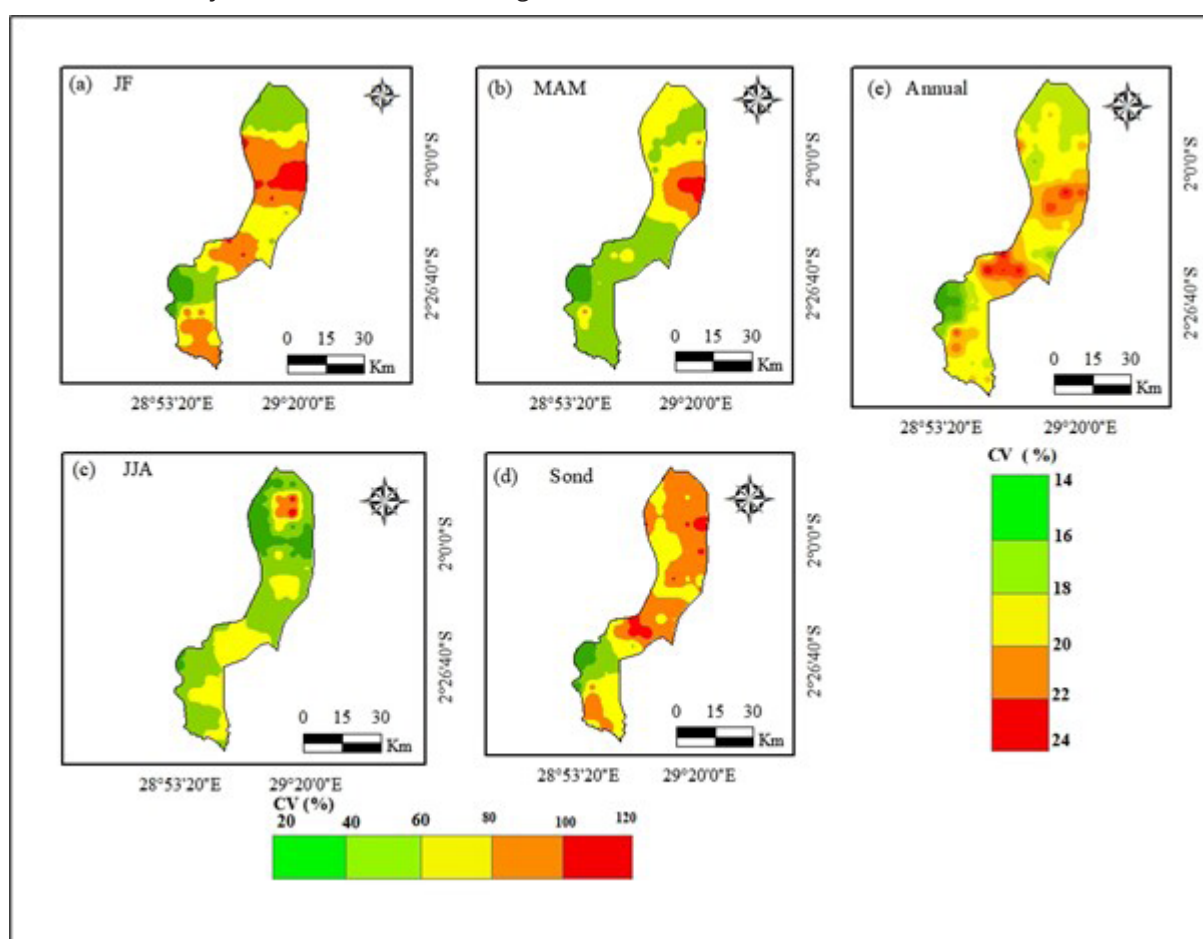 (a) JF
2°0'0"S
2°26'40"S
0 15 30
Km
28°53'20"E 29°20'0"E
(b) MAM
2°0'0"S
2°26'40"S
0 15 30
Km
28°53'20"E 29°20'0"E
(e) Annual
2°0'0"S
2°26'40"S
0 15 30
Km
28°53'20"E 29°20'0"E
(c) JJA
2°0'0"S
2°26'40"S
0 15 30
Km
28°53'20"E 29°20'0"E
(d) Sond
2°0'0"S
2°26'40"S
0 15 30
Km
28°53'20"E 29°20'0"E
CV ( %)
14
16
18
20
22
24
CV (%)
20 40 60 80 100 120